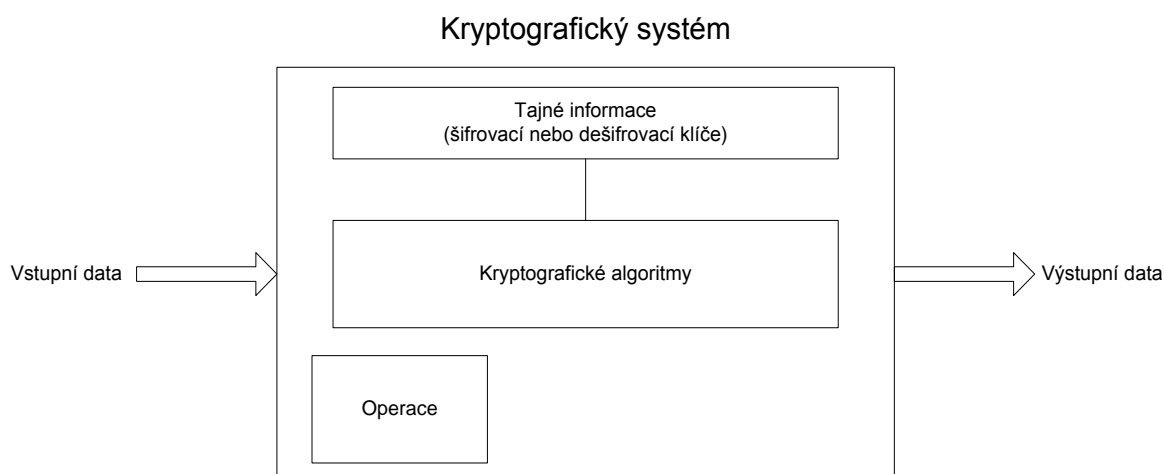 Kryptografický systém
Tajné informace
(šifrovací nebo dešifrovací klíče)
Vstupní data
Kryptografické algoritmy
Výstupní data
Operace